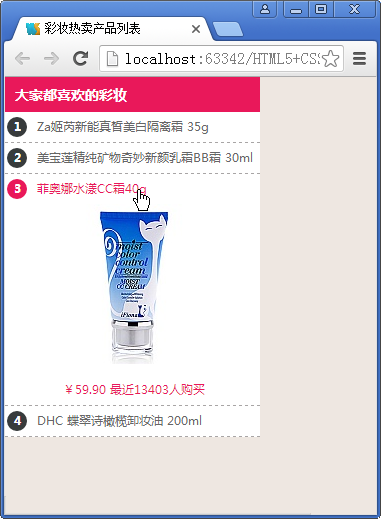 彩妆热卖产品列表
localhost:63342/HTML5+CSS
大家都喜欢的彩妆
1 Za姬芮新能真皙美白隔离霜 35g
2 美宝莲精纯矿物奇妙新颜乳霜BB霜 30ml
3 菲奥娜水漾CC霜40g
moist
color
control
cream
MOIST
CC CREAM
¥59.90 最近13403人购买
4 DHC 蝶翠诗橄榄卸妆油 200ml